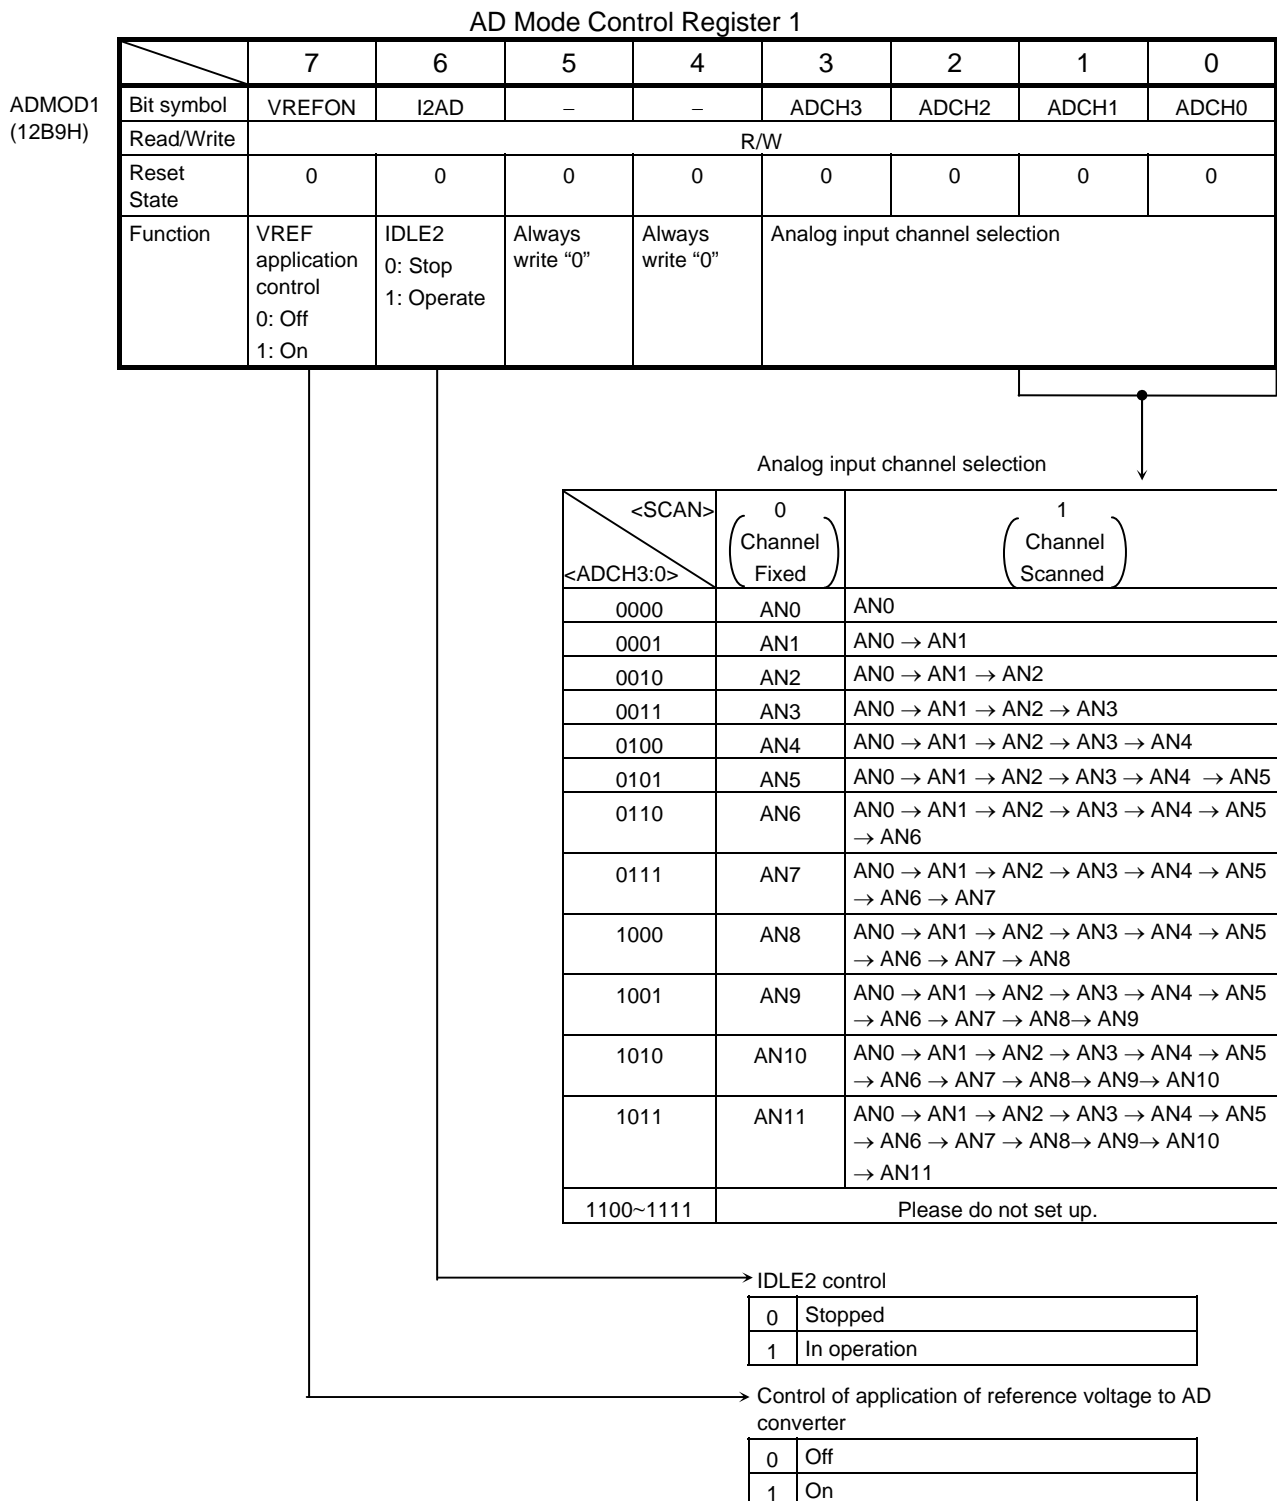 AD Mode Control Register 1
7 6 5 4 3 2 1 0
ADMOD1
(12B9H)
Bit symbol VREFON I2AD – – ADCH3 ADCH2 ADCH1 ADCH0
Read/Write R/W
Reset State 0 0 0 0 0 0 0 0
Function
VREF
application
control
0: Off
1: On
IDLE2
0: Stop
1: Operate
Always
write “0”
Always
write “0”
Analog input channel selection
Analog input channel selection
<SCAN>
<ADCH3:0>
0
Channel
Fixed
1
Channel
Scanned
0000 AN0 AN0
0001 AN1 AN0 → AN1
0010 AN2 AN0 → AN1 → AN2
0011 AN3 AN0 → AN1 → AN2 → AN3
0100 AN4 AN0 → AN1 → AN2 → AN3 → AN4
0101 AN5 AN0 → AN1 → AN2 → AN3 → AN4 → AN5
0110 AN6 AN0 → AN1 → AN2 → AN3 → AN4 → AN5
→ AN6
0111 AN7 AN0 → AN1 → AN2 → AN3 → AN4 → AN5
→ AN6 → AN7
1000 AN8 AN0 → AN1 → AN2 → AN3 → AN4 → AN5
→ AN6 → AN7 → AN8
1001 AN9 AN0 → AN1 → AN2 → AN3 → AN4 → AN5
→ AN6 → AN7 → AN8→ AN9
1010 AN10 AN0 → AN1 → AN2 → AN3 → AN4 → AN5
→ AN6 → AN7 → AN8→ AN9→ AN10
1011 AN11 AN0 → AN1 → AN2 → AN3 → AN4 → AN5
→ AN6 → AN7 → AN8→ AN9→ AN10
→ AN11
1100~1111 Please do not set up.
IDLE2 control
0 Stopped
1 In operation
Control of application of reference voltage to AD
converter
0 Off
1 On